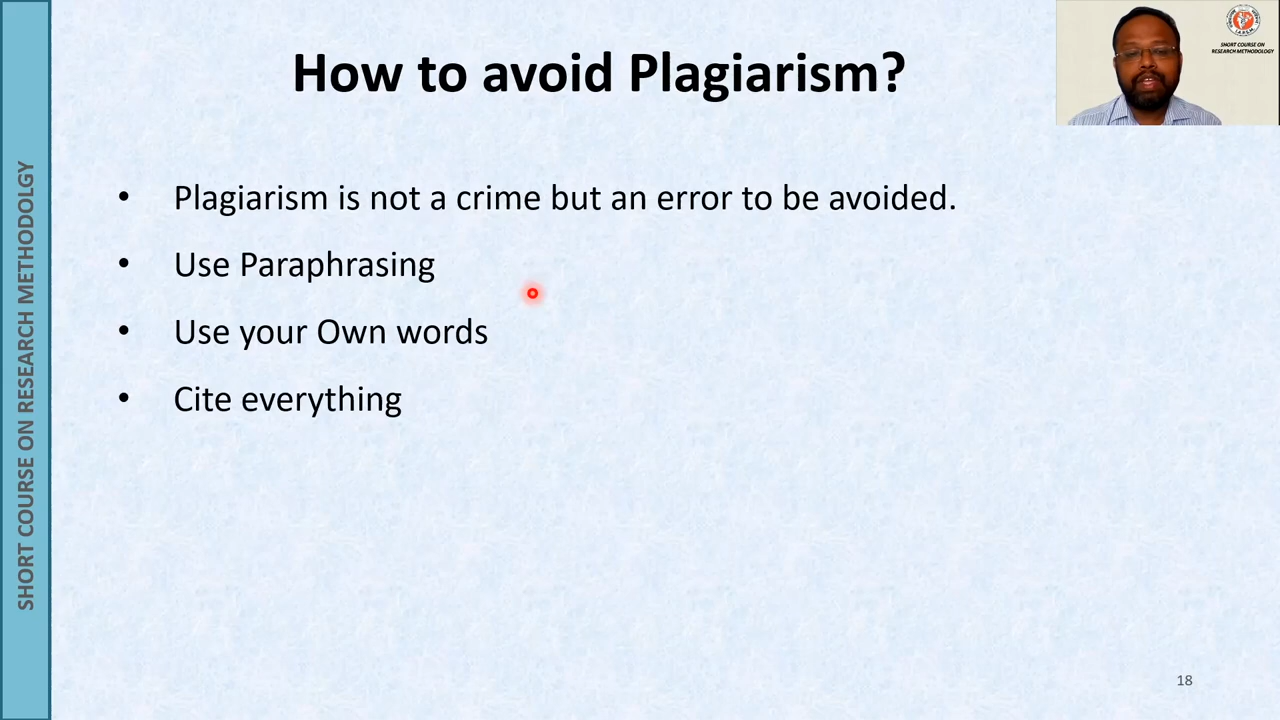 How to avoid Plagiarism?
SHORT COURSE ON
RESEARCH METHODOLOGY
SHORT COURSE ON RESEARCH METHODOLGY
• Plagiarism is not a crime but an error to be avoided.
• Use Paraphrasing
• Use your Own words
• Cite everything
18